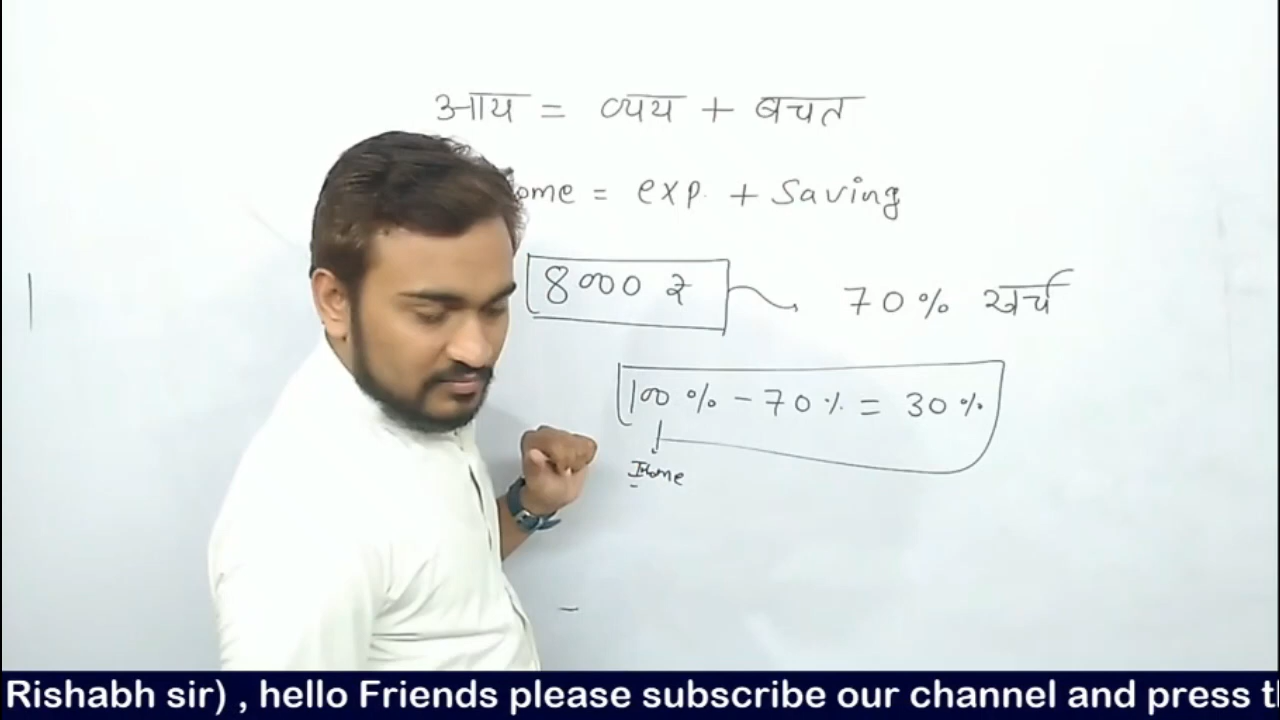 आय = व्यय + बचत
ome = exp. + Saving
8000 ₹ 70% खर्च
100% - 70% = 30%
Rishabh sir) , hello Friends please subscribe our channel and press t